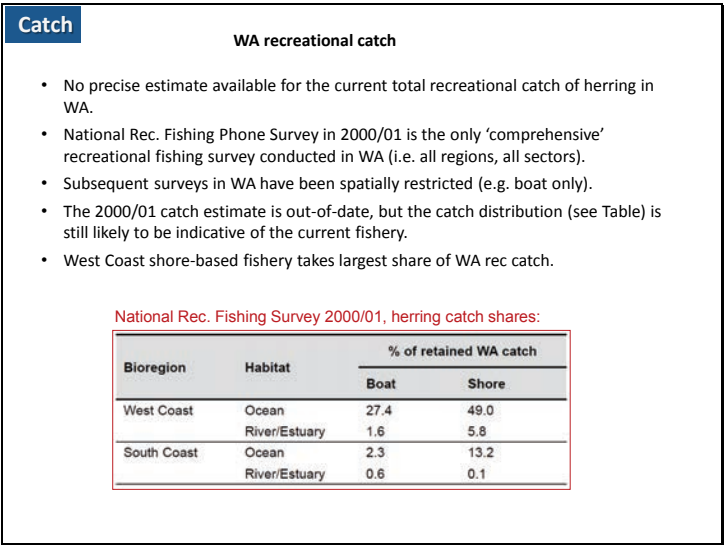 Catch
WA recreational catch
• No precise estimate available for the current total recreational catch of herring in
WA.
• National Rec. Fishing Phone Survey in 2000/01 is the only ‘comprehensive’
recreational fishing survey conducted in WA (i.e. all regions, all sectors).
• Subsequent surveys in WA have been spatially restricted (e.g. boat only).
• The 2000/01 catch estimate is out-of-date, but the catch distribution (see Table) is
still likely to be indicative of the current fishery.
• West Coast shore-based fishery takes largest share of WA rec catch.
National Rec. Fishing Survey 2000/01, herring catch shares:
Bioregion Habitat % of retained WA catch
Boat Shore
West Coast Ocean 27.4 49.0
River/Estuary 1.6 5.8
South Coast Ocean 2.3 13.2
River/Estuary 0.6 0.1